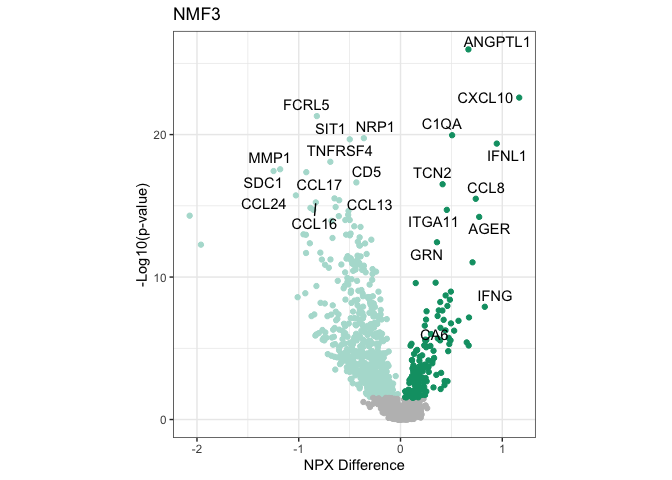 NMF3
ANGPTL1
CXCL10
FCRL5
SIT1
NRP1
C1QA
20
TNFRSF4
IFNL1
MMP1
CD5
TCN2
SDC1
CCL17
CCL8
CCL24
CCL13
CCL16
ITGA11
AGER
GRN
10
IFNG
CA6
0
-Log10(p-value)
-2
-1
0
1
NPX Difference